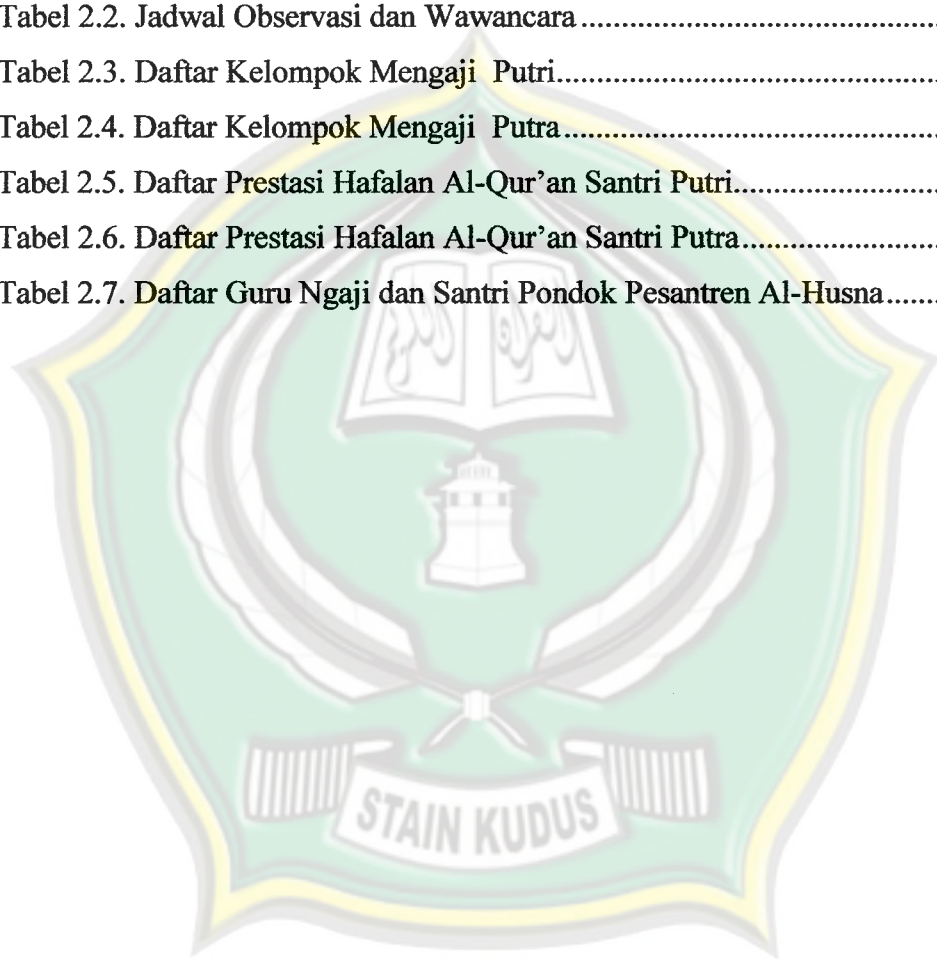 Tabel 2.2. Jadwal Observasi dan Wawancara ............................................
Tabel 2.3. Daftar Kelompok Mengaji  Putri...............................................
Tabel 2.4. Daftar Kelompok Mengaji  Putra..............................................
Tabel 2.5. Daftar Prestasi Hafalan Al-Qur'an Santri Putri.........................
Tabel 2.6. Daftar Prestasi Hafalan Al-Qur'an Santri Putra........................
Tabel 2.7. Daftar Guru Ngaji dan Santri Pondok Pesantren Al-Husna.......
STAIN KUDUS